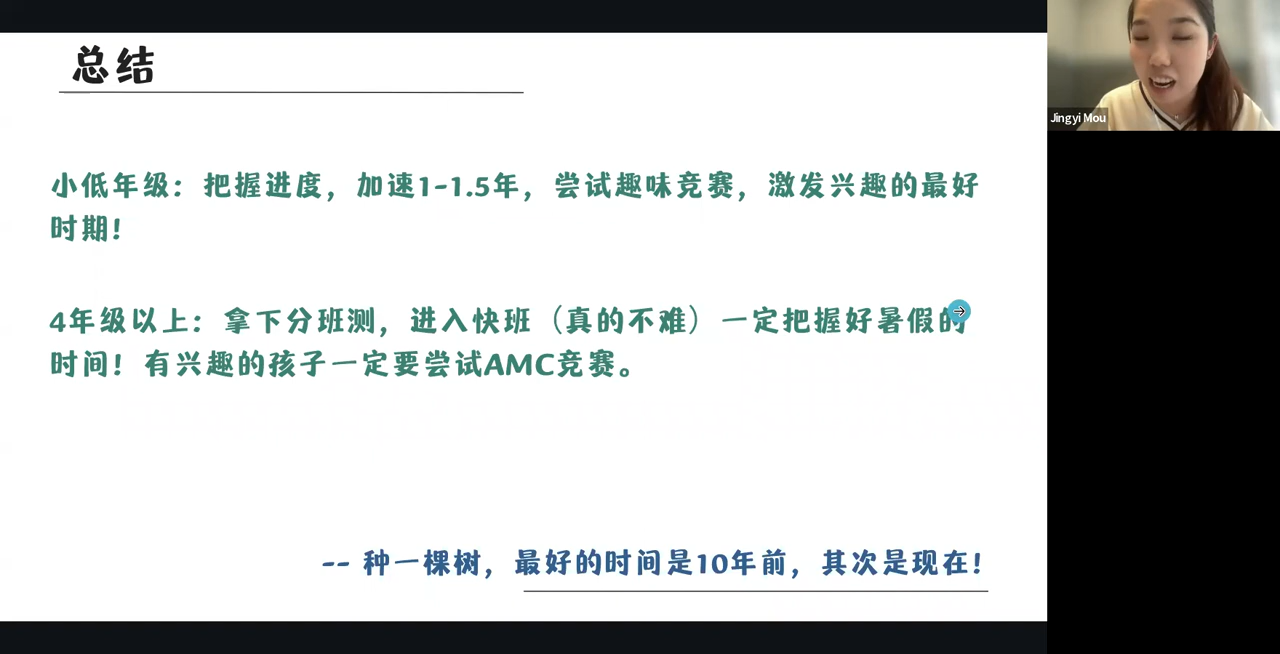 总结
小低年级：把握进度，加速1-1.5年，尝试趣味竞赛，激发兴趣的最好
时期！
4年级以上：拿下分班测，进入快班（真的不难）一定把握好暑假的
时间！有兴趣的孩子一定要尝试AMC竞赛。
-- 种一棵树，最好的时间是10年前，其次是现在！
Jingyi Mou